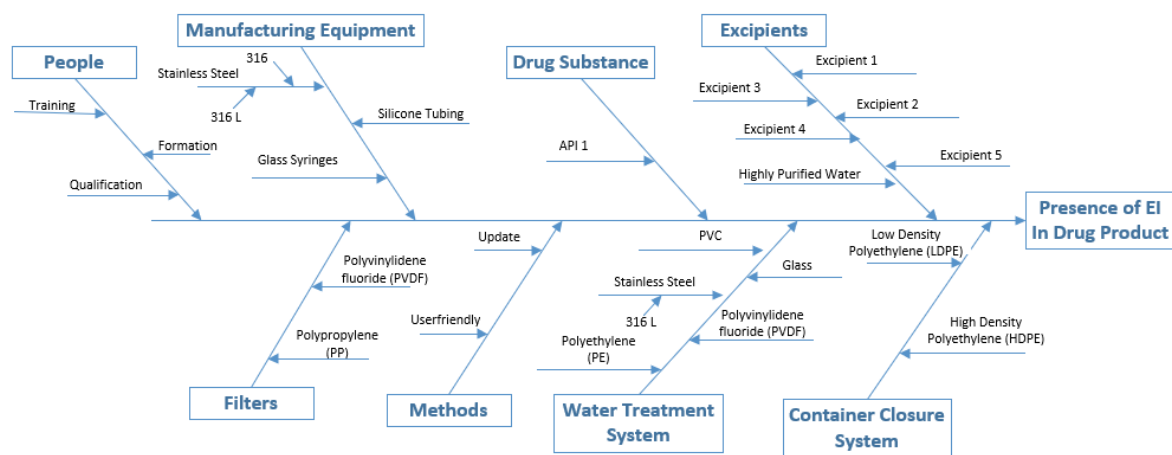 Manufacturing Equipment
Excipients
People
Drug Substance
316
Stainless Steel
316 L
Training
Silicone Tubing
Formation
Glass Syringes
Qualification
API 1
Excipient 1
Excipient 3
Excipient 2
Excipient 4
Excipient 5
Highly Purified Water
Presence of EI
In Drug Product
Polyvinylidene
fluoride (PVDF)
Polypropylene
(PP)
Filters
Update
Userfriendly
Methods
PVC
Glass
Stainless Steel
316 L
Polyvinylidene
fluoride (PVDF)
Polyethylene
(PE)
Water Treatment
System
Low Density
Polyethylene (LDPE)
High Density
Polyethylene (HDPE)
Container Closure
System